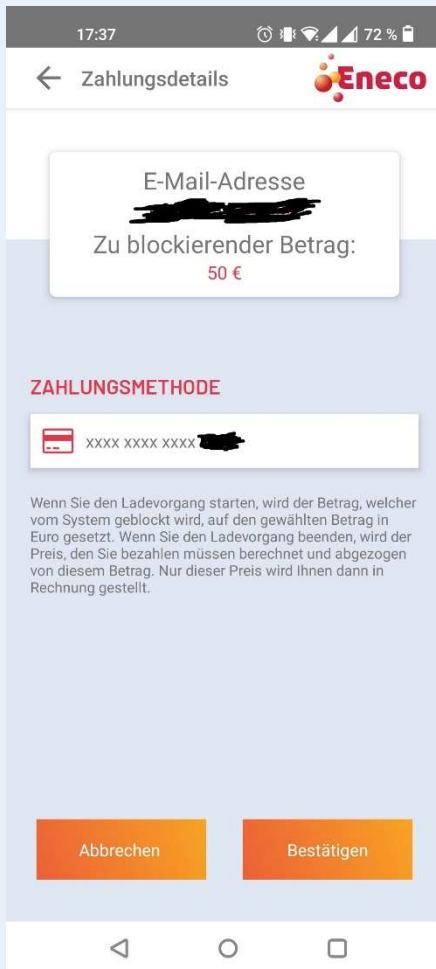 17:37
72 %
Zahlungsdetails
Eneco
E-Mail-Adresse
Zu blockierender Betrag:
50 €
ZAHLUNGSMETHODE
xxxx xxxx xxxx
Wenn Sie den Ladevorgang starten, wird der Betrag, welcher
vom System geblockt wird, auf den gewählten Betrag in
Euro gesetzt. Wenn Sie den Ladevorgang beenden, wird der
Preis, den Sie bezahlen müssen berechnet und abgezogen
von diesem Betrag. Nur dieser Preis wird Ihnen dann in
Rechnung gestellt.
Abbrechen
Bestätigen